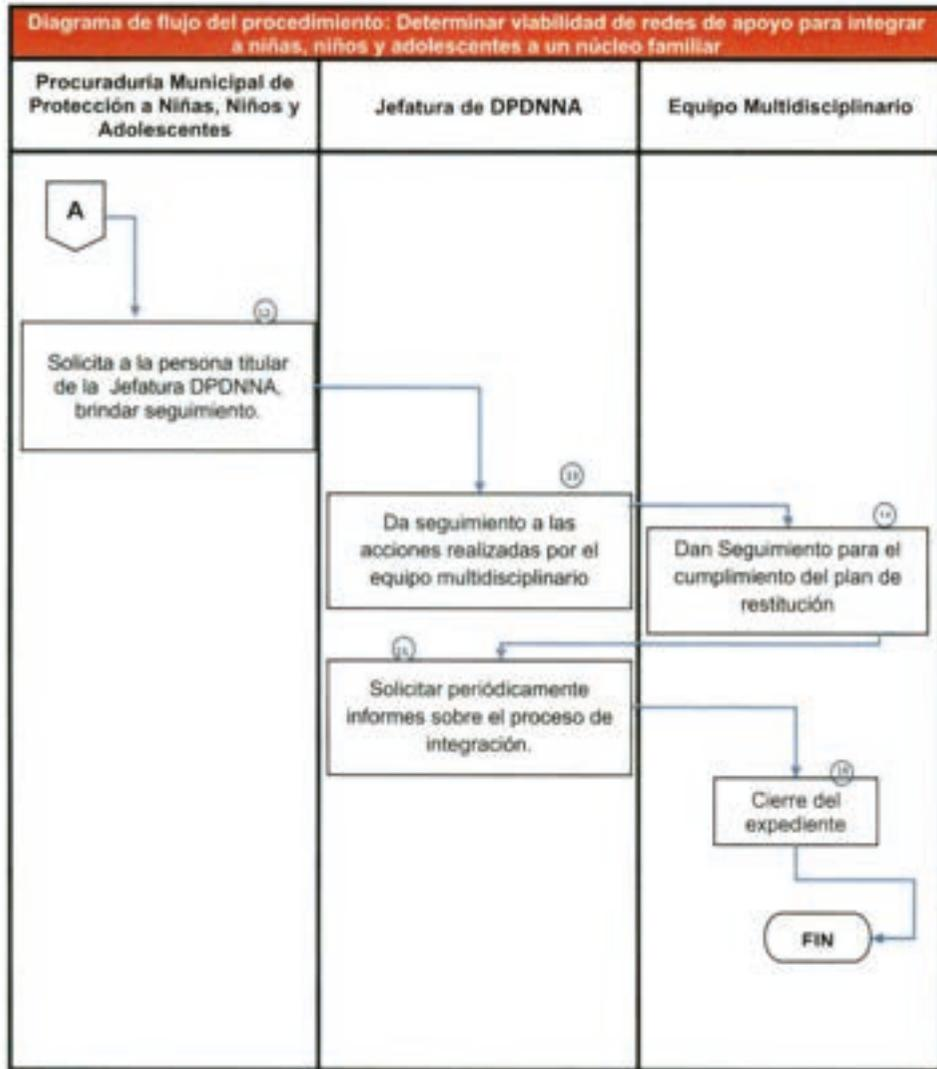 Diagrama de flujo del procedimiento: Determinar viabilidad de redes de apoyo para integrar
a niñas, niños y adolescentes a un núcleo familiar
Procuraduría Municipal de
Protección a Niñas, Niños y
Adolescentes
Jefatura de DPDNNA
Equipo Multidisciplinario
A
12
Solicita a la persona titular
de la Jefatura DPDNNA,
brindar seguimiento.
13
Da seguimiento a las
acciones realizadas por el
equipo multidisciplinario
14
Dan Seguimiento para el
cumplimiento del plan de
restitución
Solicitar periódicamente
informes sobre el proceso de
integración.
Cierre del
expediente
FIN